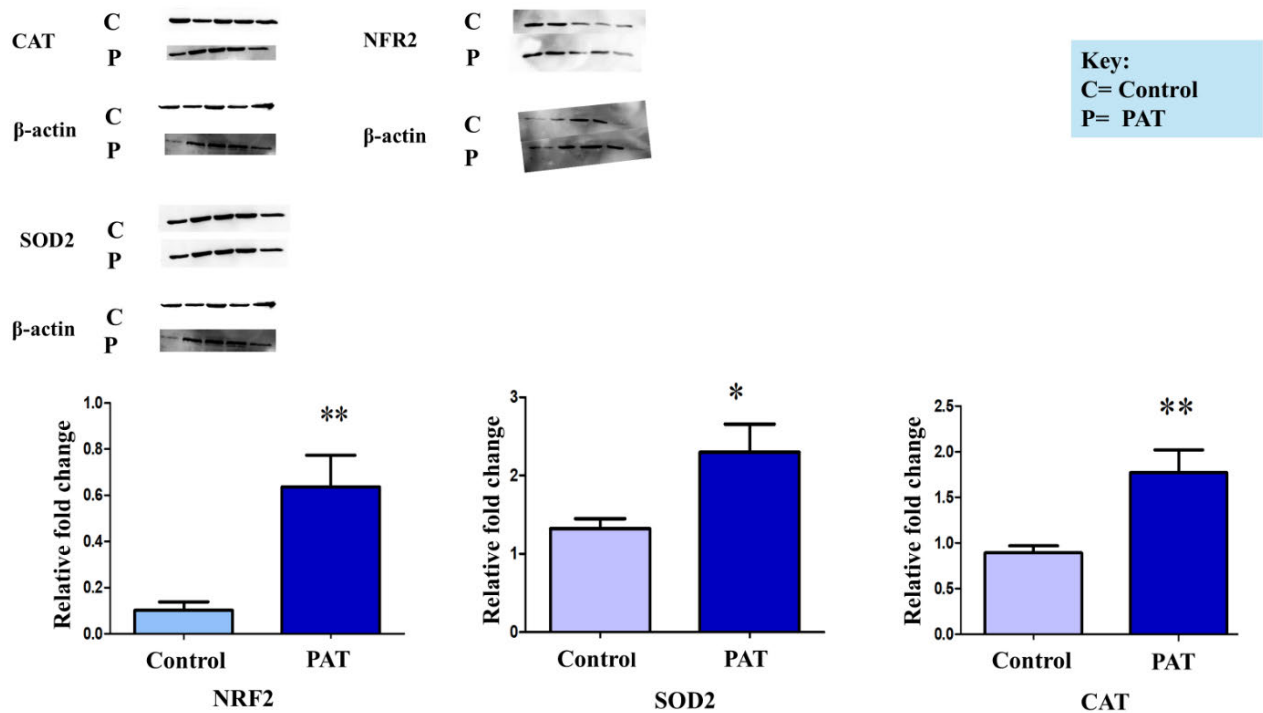 CAT
C
P
β-actin
C
P
SOD2
C
P
β-actin
C
P
NFR2
C
P
β-actin
C
P
Key:
C= Control
P= PAT
Relative fold change
1.0
0.8
0.6
0.4
0.2
0.0
**
Control PAT
NRF2
Relative fold change
3
2
1
0
*
Control PAT
SOD2
Relative fold change
2.5
2.0
1.5
1.0
0.5
0.0
**
Control PAT
CAT